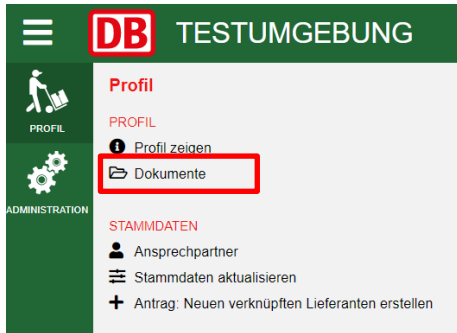 DB TESTUMGEBUNG
PROFIL
ADMINISTRATION
Profil
PROFIL
Profil zeigen
Dokumente
STAMMDATEN
Ansprechpartner
Stammdaten aktualisieren
Antrag: Neuen verknüpften Lieferanten erstellen